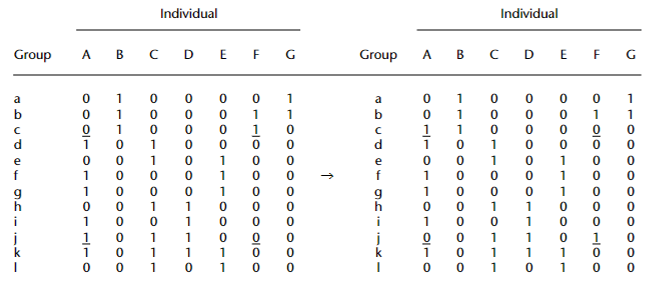 Individual Individual
Group A B C D E F G Group A B C D E F G
a 0 1 0 0 0 0 1 a 0 1 0 0 0 0 1
b 0 1 0 0 0 1 1 b 0 1 0 0 0 1 1
c 0 1 0 0 0 1 0 c 1 1 0 0 0 0 0
d 1 0 1 0 0 0 0 d 1 0 1 0 0 0 0
e 0 0 1 0 1 0 0 e 0 0 1 0 1 0 0
f 1 0 0 0 1 0 0 → f 1 0 0 0 1 0 0
g 1 0 0 0 1 0 0 g 1 0 0 0 1 0 0
h 0 0 1 1 0 0 0 h 0 0 1 1 0 0 0
i 1 0 0 1 0 0 0 i 1 0 0 1 0 0 0
j 1 0 1 1 0 0 0 j 0 0 1 1 0 1 0
k 1 0 1 1 1 0 0 k 1 0 1 1 1 0 0
l 0 0 1 0 1 0 0 l 0 0 1 0 1 0 0